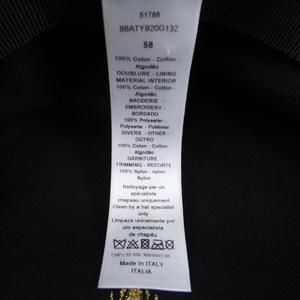 51788
88ATY920G132
58
100% Coton - Cotton -
Algodão
DOUBLURE - LINING
MATERIAL INTERIOR
100% Coton - Cotton -
Algodão
BRODERIE -
EMBROIDERY -
BORDADO
100% Polyester -
Polyester - Poliéster
DIVERS - OTHER -
OUTRO
100% Coton - Cotton -
Algodão
GARNITURE -
TRIMMING - RECORTE
100% Nylon - nylon -
Nylon
Nettoyage par un
specialiste
chapeau uniquement
Clean by a hat specialist
only
Limpeza unicamente por
um especialista
de chapéu
Made In ITALY
ITALIA